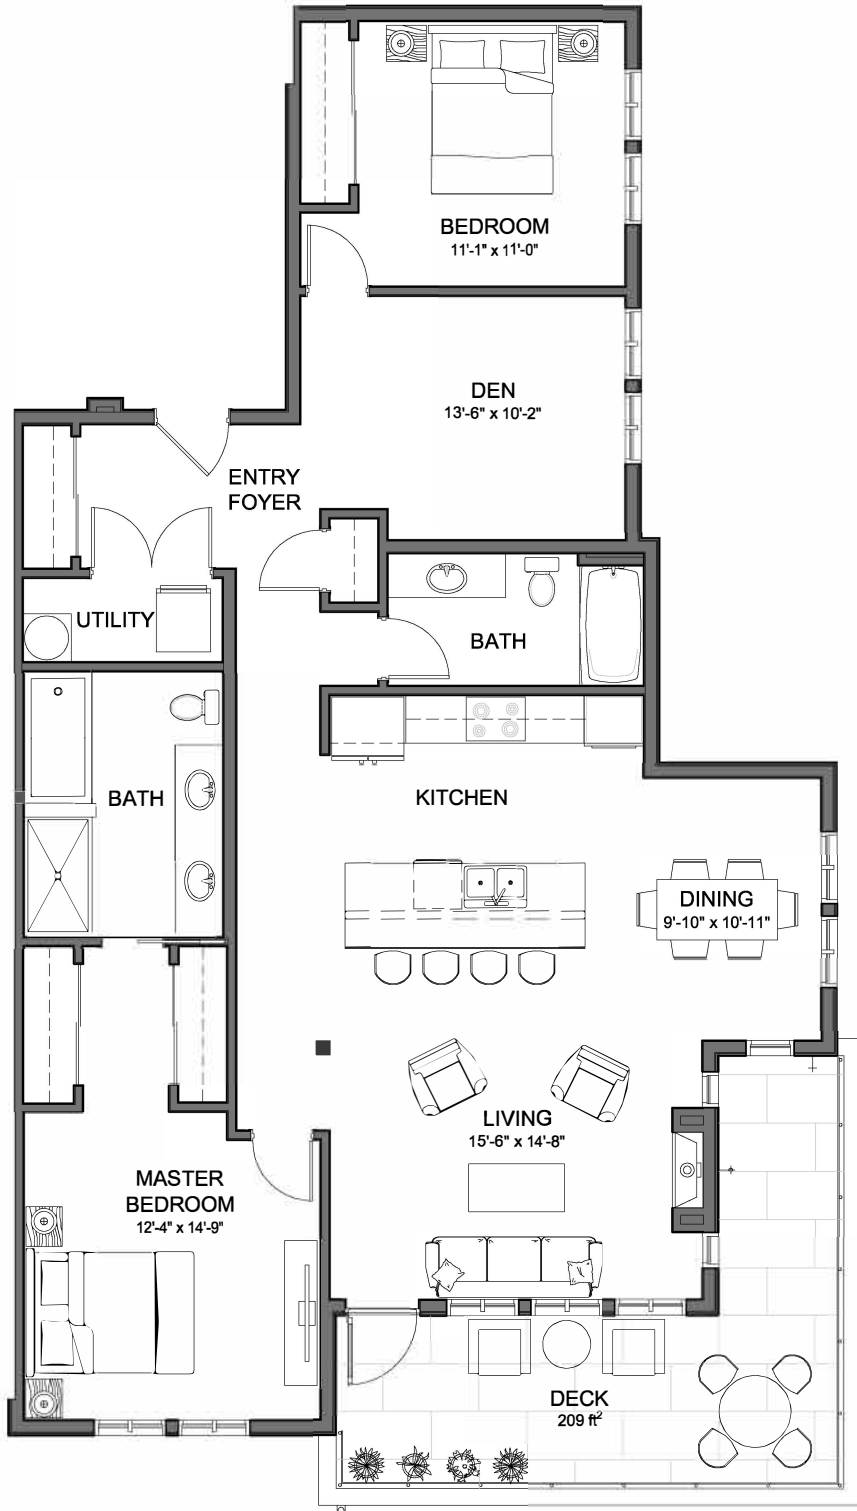 BEDROOM
11'-1" x 11'-0"
DEN
13'-6" x 10'-2"
ENTRY
FOYER
UTILITY
BATH
KITCHEN
BATH
DINING
9'-10" x 10'-11"
LIVING
15'-6" x 14'-8"
MASTER
BEDROOM
12'-4" x 14'-9"
DECK
209 ft²